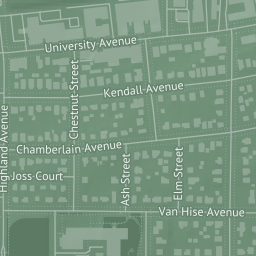 University Avenue
Chestnut Street
Kendall Avenue
Highland Avenue
Chamberlain Avenue
Joss Court
Ash Street
Elm Street
Van Hise Avenue